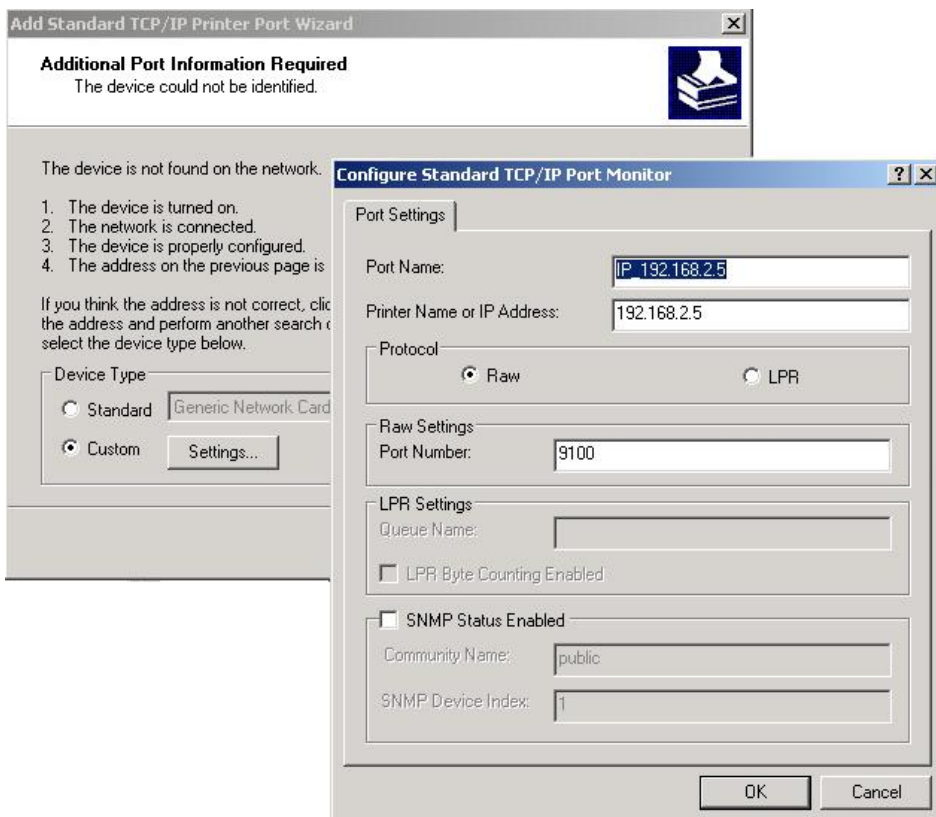 Add Standard TCP/IP Printer Port Wizard
Additional Port Information Required
The device could not be identified.
The device is not found on the network.
1. The device is turned on.
2. The network is connected.
3. The device is properly configured.
4. The address on the previous page is
If you think the address is not correct, clic
the address and perform another search
select the device type below.
Device Type
Standard
Generic Network Card
Custom
Settings...
Configure Standard TCP/IP Port Monitor
Port Settings
Port Name:
IP_192.168.2.5
Printer Name or IP Address:
192.168.2.5
Protocol
Raw
LPR
Raw Settings
Port Number:
9100
LPR Settings
Queue Name:
LPR Byte Counting Enabled
SNMP Status Enabled
Community Name:
public
SNMP Device Index:
1
OK
Cancel